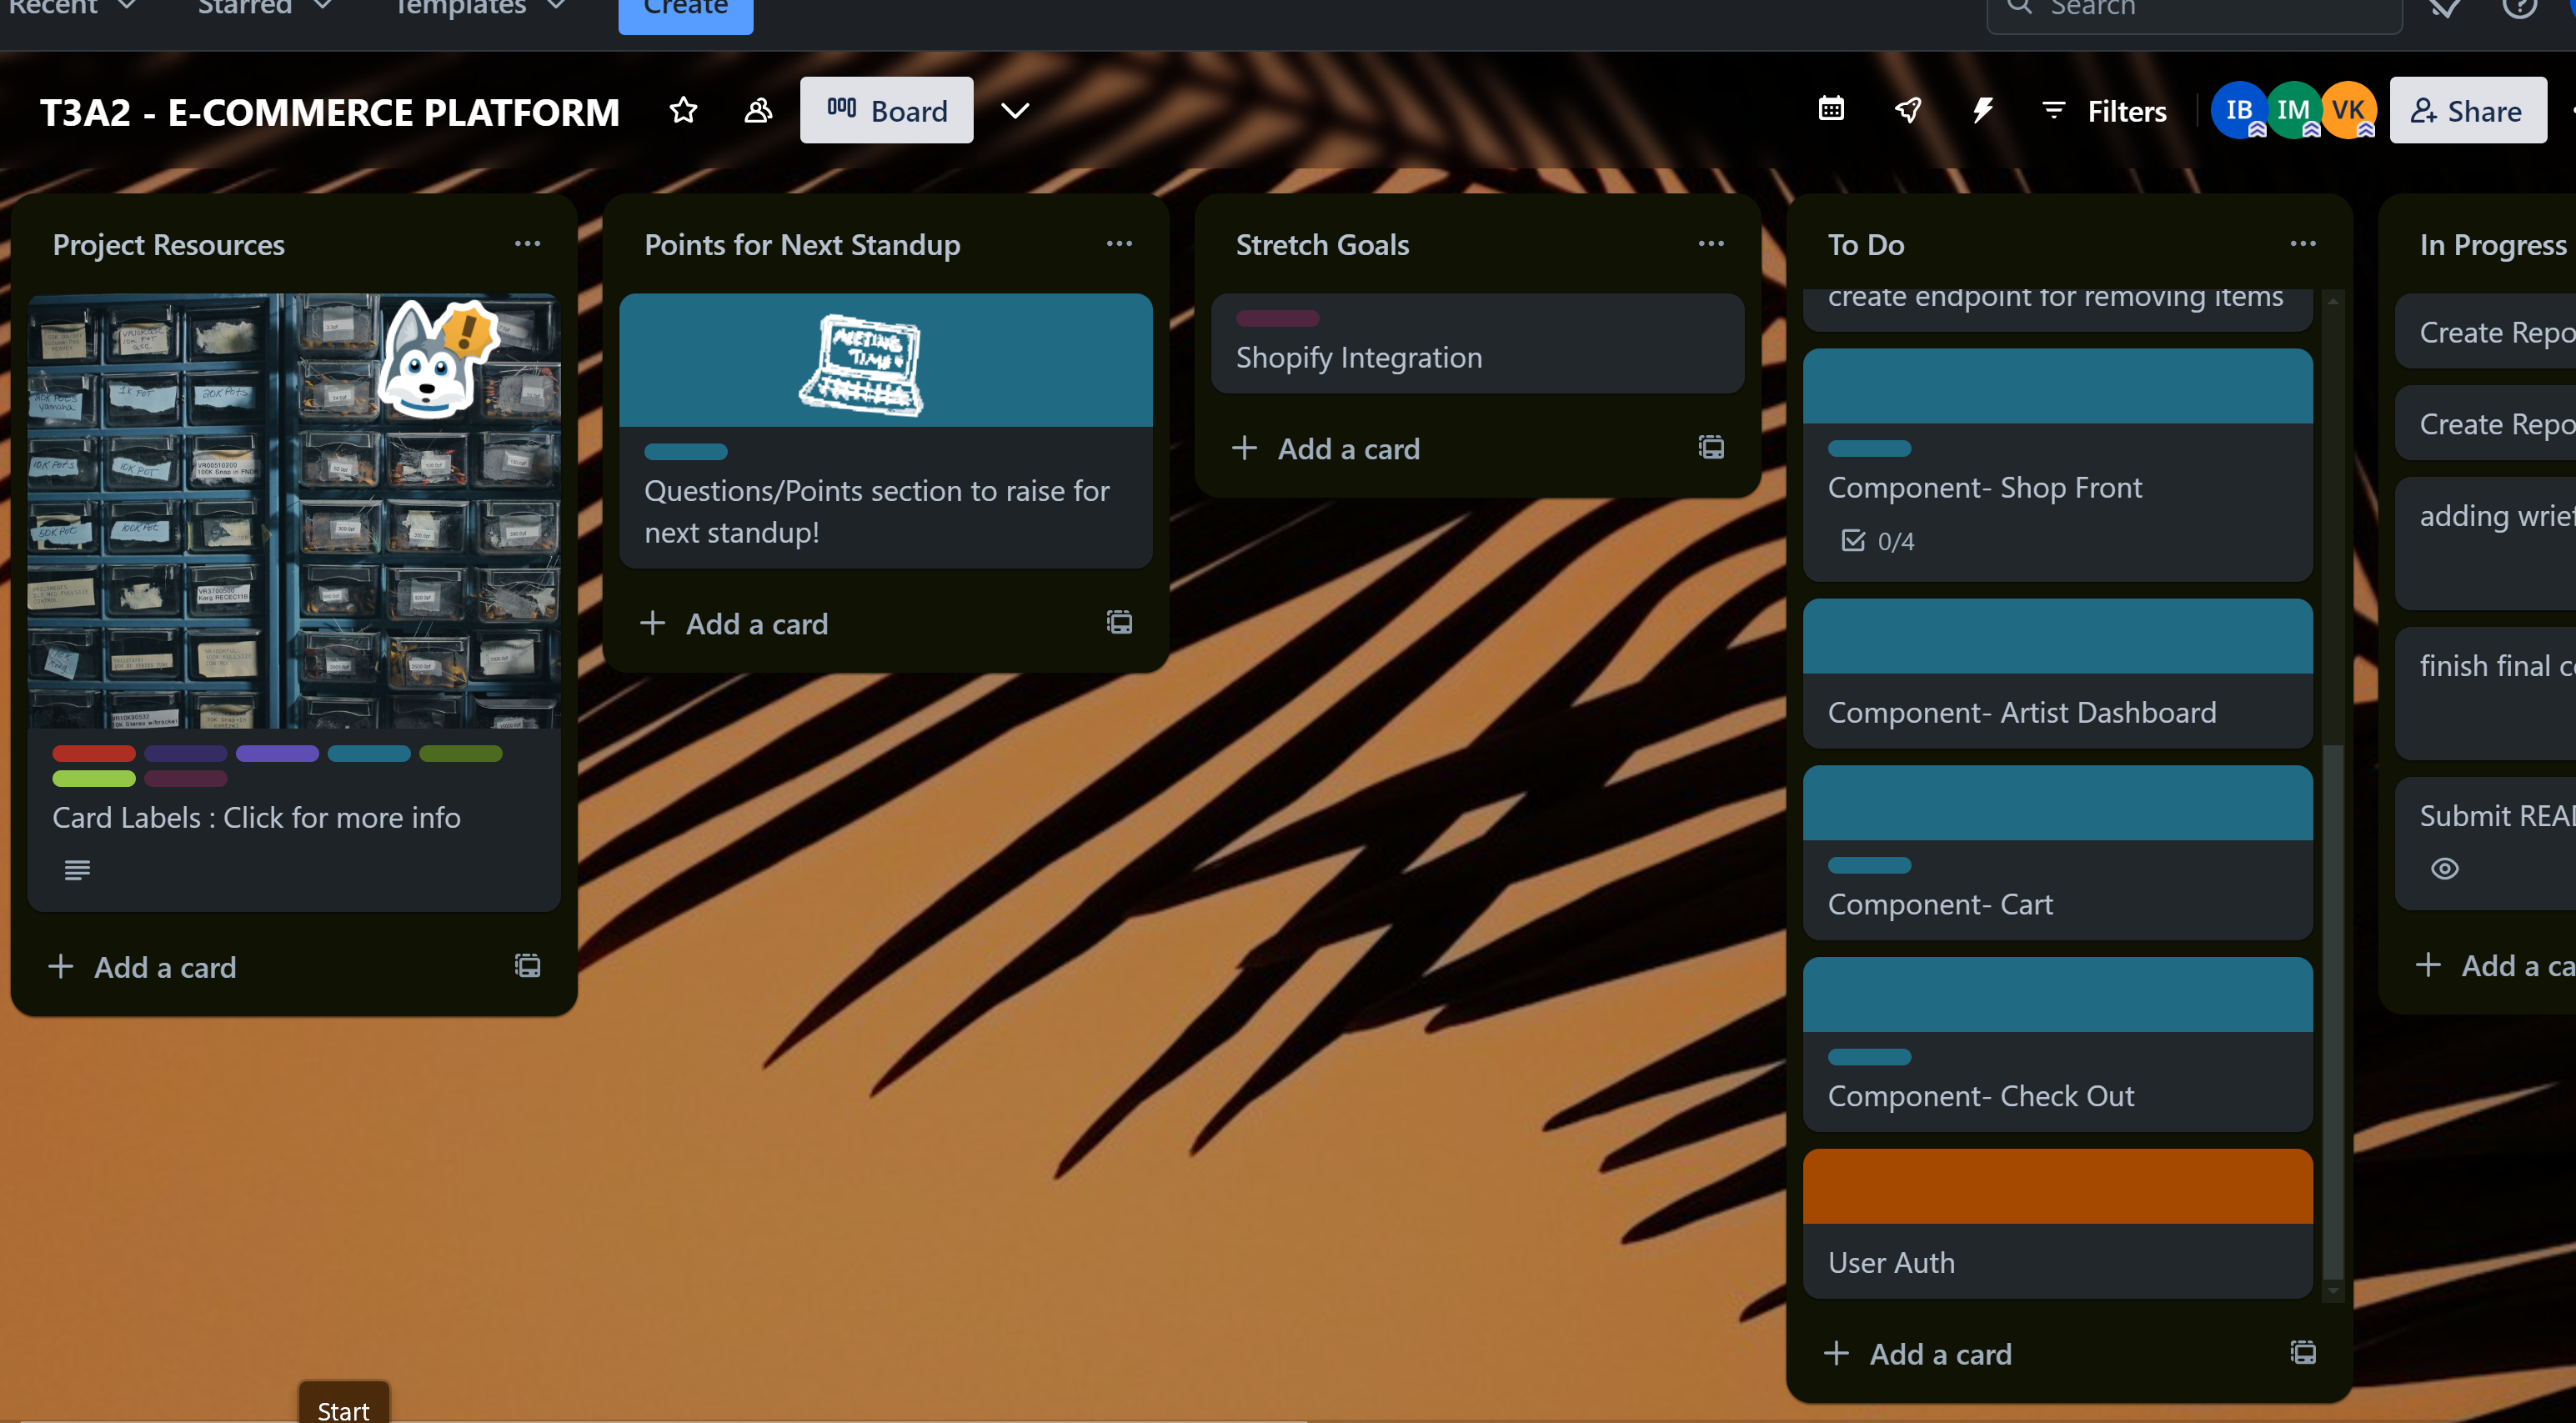 Recent
Starred
Templates
Create
Search
T3A2 - E-COMMERCE PLATFORM
Board
Filters
IB
IM
VK
Share
Project Resources
Card Labels : Click for more info
Add a card
Points for Next Standup
MEETING
TIME
Questions/Points section to raise for
next standup!
Add a card
Stretch Goals
Shopify Integration
Add a card
To Do
create endpoint for removing items
Component- Shop Front
0/4
Component- Artist Dashboard
Component- Cart
Component- Check Out
User Auth
Add a card
In Progress
Create Repo
Create Repo
adding wrief
finish final co
Submit REA
Add a ca
Start